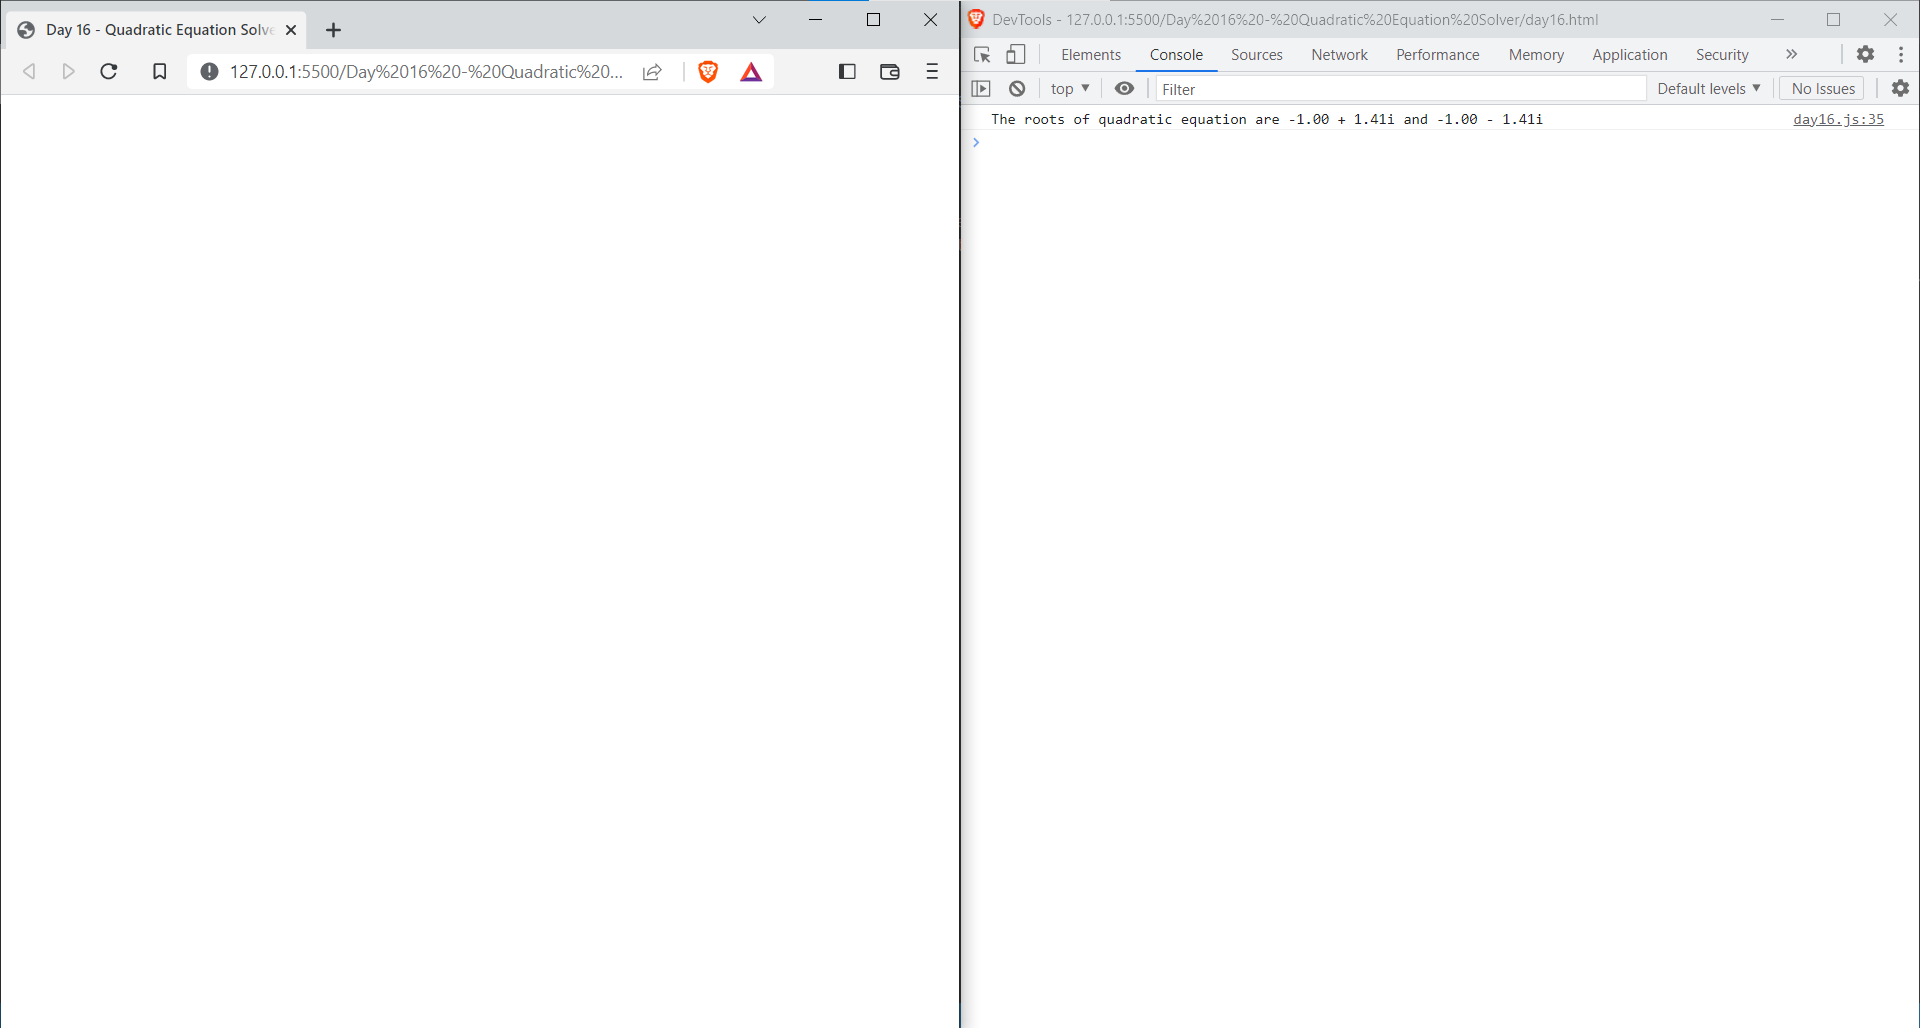 Day 16 - Quadratic Equation Solve
127.0.0.1:5500/Day%2016%20-%20Quadratic%20...
DevTools - 127.0.0.1:5500/Day%2016%20-%20Quadratic%20Equation%20Solver/day16.html
Elements Console Sources Network Performance Memory Application Security
top Filter Default levels No Issues
The roots of quadratic equation are -1.00 + 1.41i and -1.00 - 1.41i day16.js:35